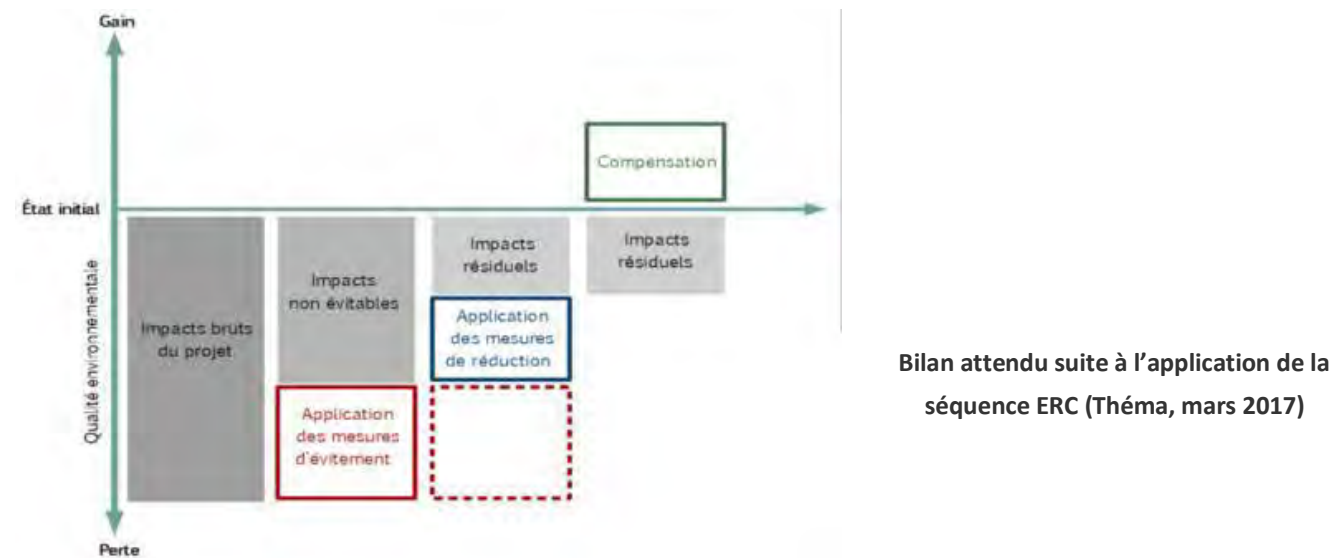 Gain
Compensation
État initial
Qualité environnementale
Impacts bruts
du projet
Impacts
non évitables
Application
des mesures
d'évitement
Impacts
résiduels
Application
des mesures
de réduction
Impacts
résiduels
Perte
Bilan attendu suite à l’application de la
séquence ERC (Théma, mars 2017)